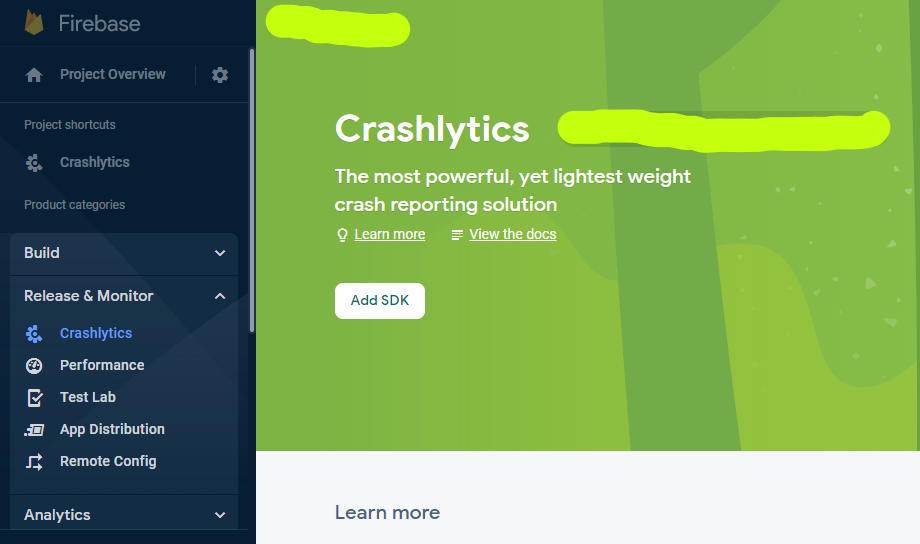 Firebase
Project Overview
Project shortcuts
Crashlytics
Product categories
Build
Release & Monitor
Crashlytics
Performance
Test Lab
App Distribution
Remote Config
Analytics
Crashlytics
The most powerful, yet lightest weight
crash reporting solution
Learn more View the docs
Add SDK
Learn more